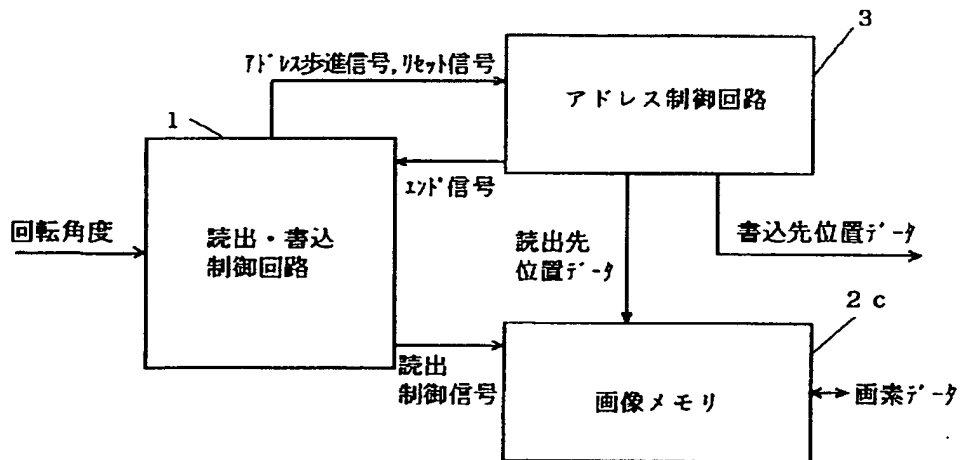 3
ｱﾄﾞﾚｽ歩進信号,ﾘｾｯﾄ信号
アドレス制御回路
1
ｴﾝﾄﾞ信号
回転角度
読出・書込
制御回路
読出先
位置ﾃﾞｰﾀ
書込先位置ﾃﾞｰﾀ
2c
読出
制御信号
画像メモリ
画素ﾃﾞｰﾀ